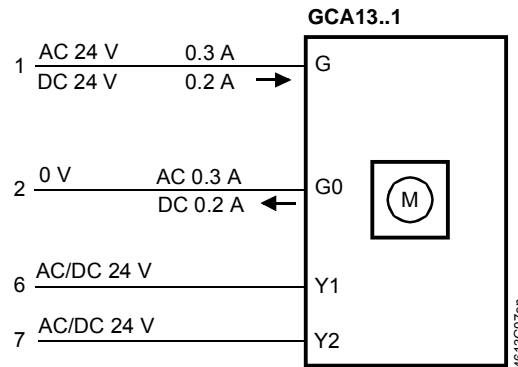 GCA13..1
AC 24 V 0.3 A
1 G
DC 24 V 0.2 A
0 V AC 0.3 A
2 G0
DC 0.2 A
M
AC/DC 24 V
6 Y1
AC/DC 24 V
7 Y2